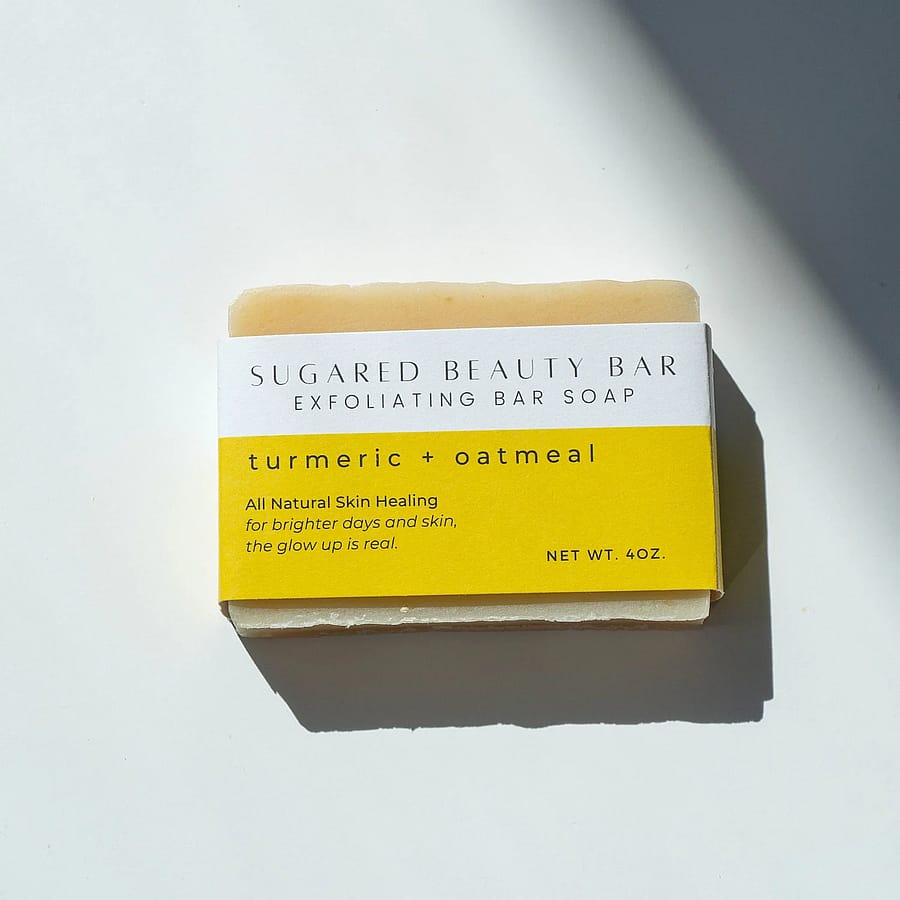 SUGARED BEAUTY BAR
EXFOLIATING BAR SOAP
turmeric + oatmeal
All Natural Skin Healing
for brighter days and skin,
the glow up is real.
NET WT. 4OZ.